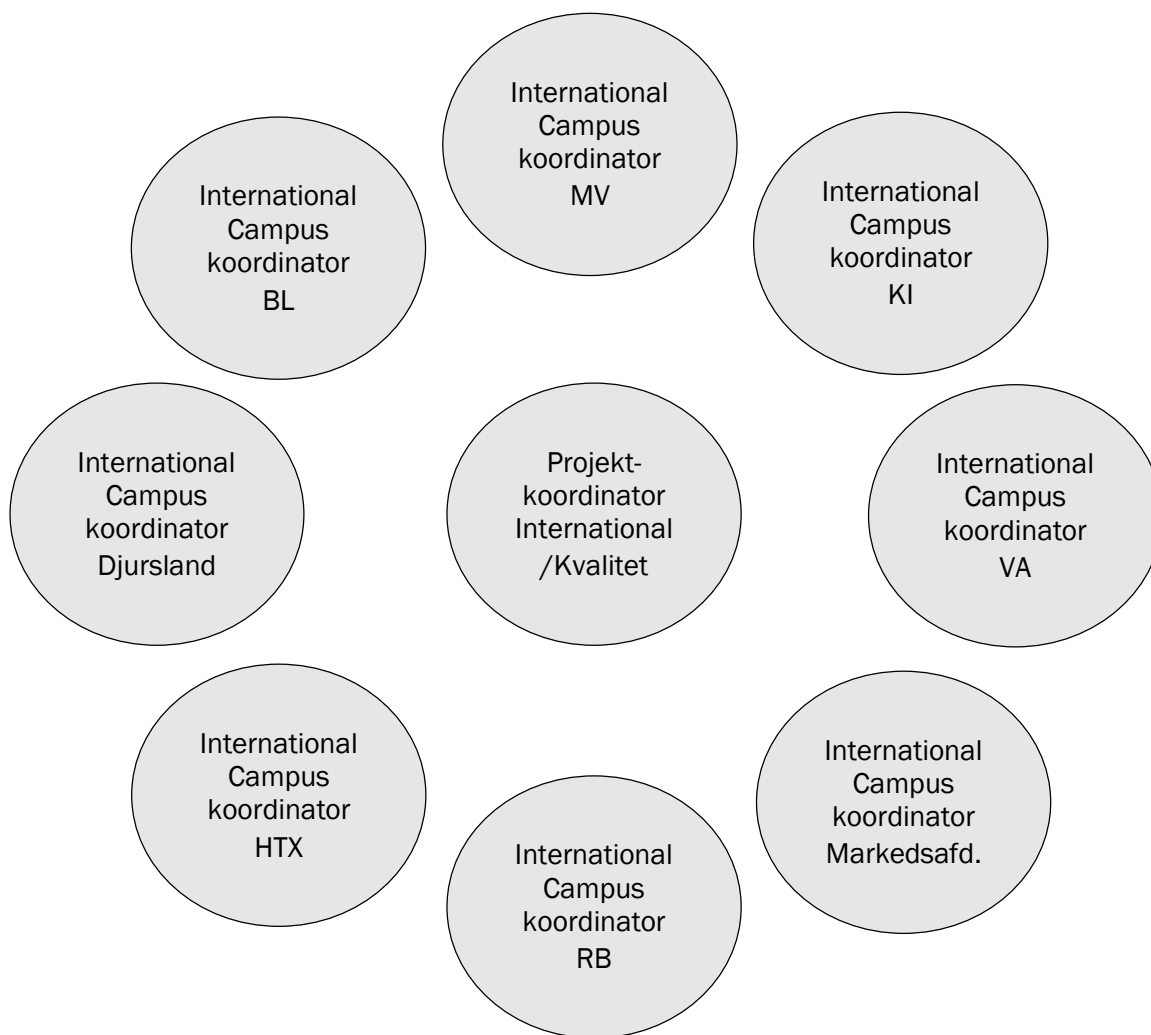 International
Campus
koordinator
MV
International
Campus
koordinator
BL
International
Campus
koordinator
KI
International
Campus
koordinator
Djursland
Projekt-
koordinator
International
/Kvalitet
International
Campus
koordinator
VA
International
Campus
koordinator
HTX
International
Campus
koordinator
RB
International
Campus
koordinator
Markedsafd.